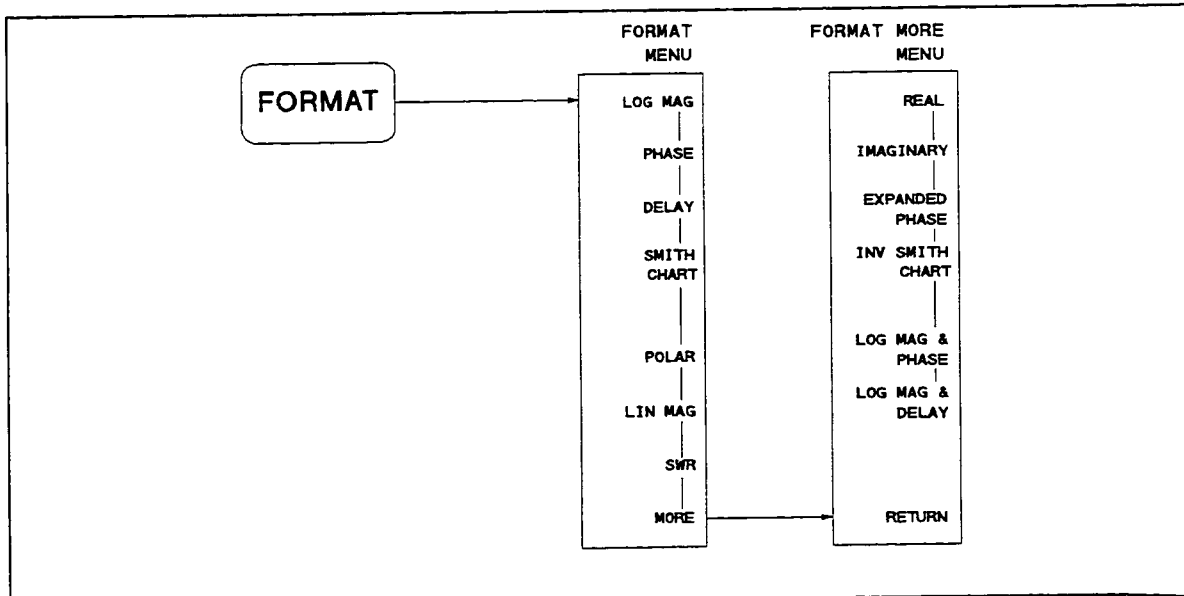 FORMAT
FORMAT
MENU
LOG MAG
PHASE
DELAY
SMITH
CHART
POLAR
LIN MAG
SWR
MORE
FORMAT MORE
MENU
REAL
IMAGINARY
EXPANDED
PHASE
INV SMITH
CHART
LOG MAG &
PHASE
LOG MAG &
DELAY
RETURN